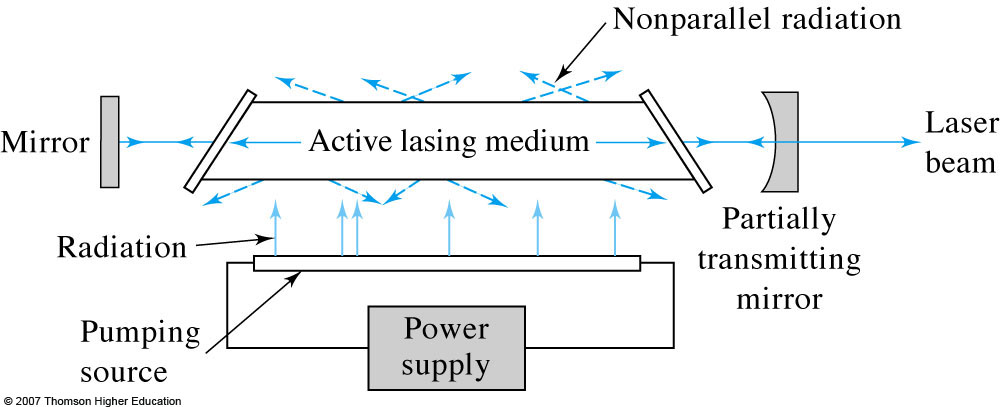 Nonparallel radiation
Mirror
Active lasing medium
Laser
beam
Partially
transmitting
mirror
Radiation
Pumping
source
Power
supply
© 2007 Thomson Higher Education